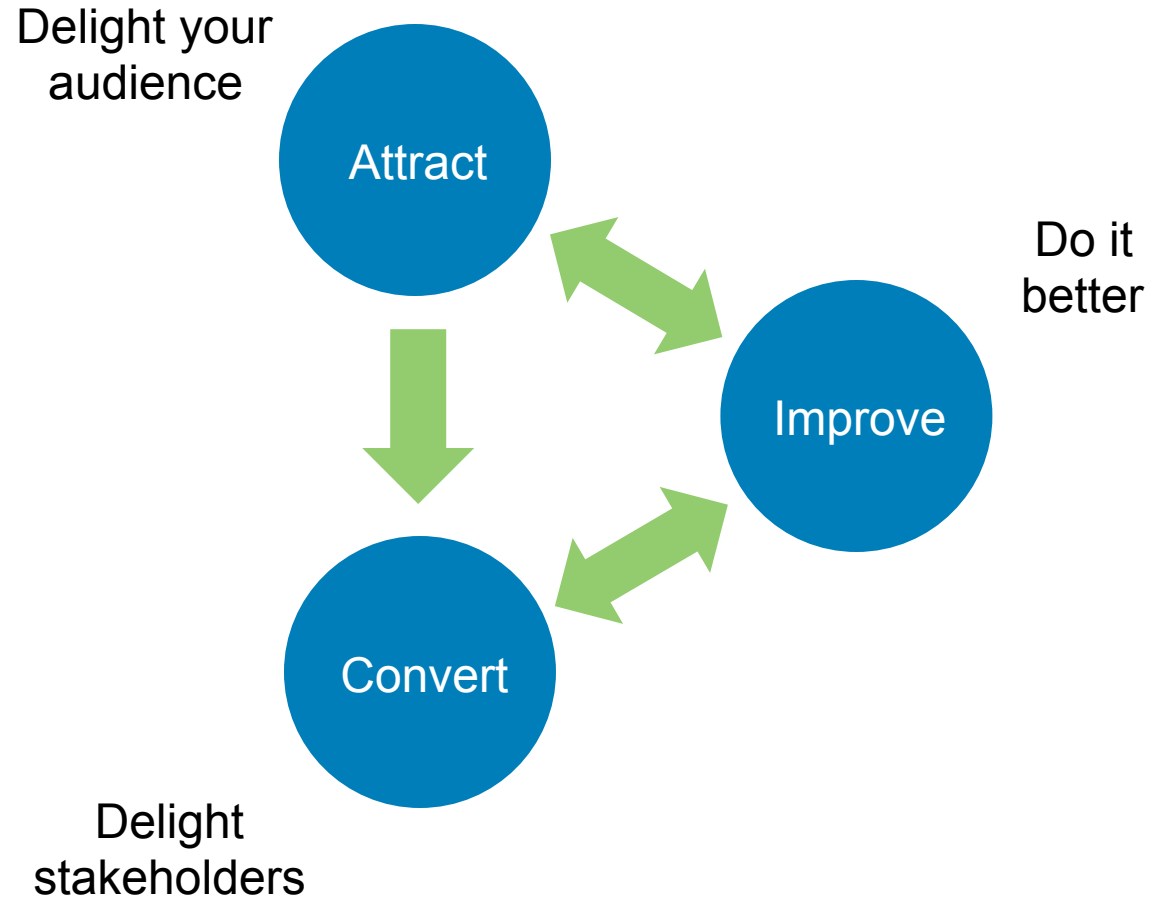 Delight your
audience
Attract
Do it
better
Improve
Convert
Delight
stakeholders